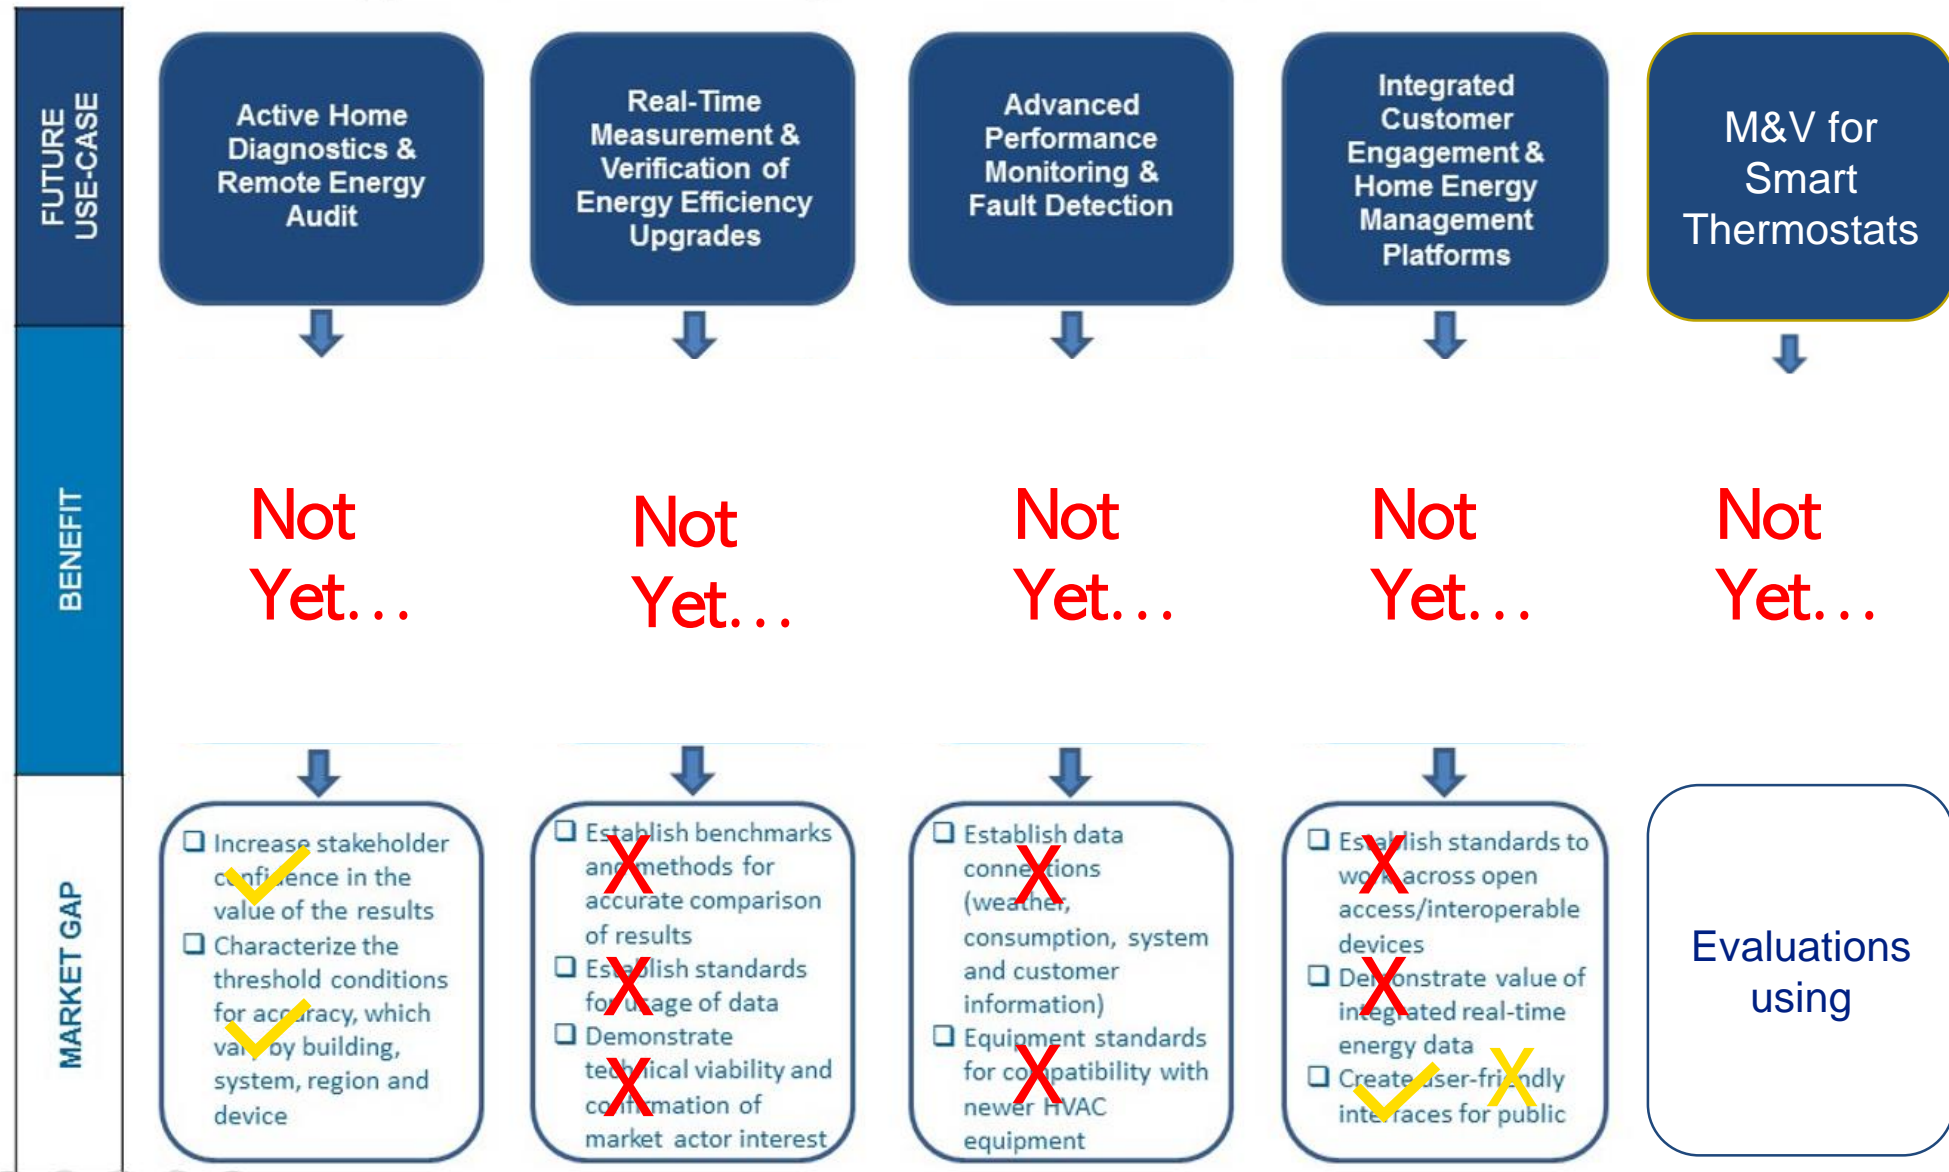 FUTURE
USE-CASE
Active Home
Diagnostics &
Remote Energy
Audit
Real-Time
Measurement &
Verification of
Energy Efficiency
Upgrades
Advanced
Performance
Monitoring &
Fault Detection
Integrated
Customer
Engagement &
Home Energy
Management
Platforms
M&V for
Smart
Thermostats
BENEFIT
Not
Yet...
Not
Yet...
Not
Yet...
Not
Yet...
Not
Yet...
MARKET GAP
Increase stakeholder
confidence in the
value of the results
Characterize the
threshold conditions
for accuracy, which
vary by building,
system, region and
device
Establish benchmarks
and methods for
accurate comparison
of results
Establish standards
for usage of data
Demonstrate
technical viability and
confirmation of
market actor interest
X
X
X
Establish data
connections
(weather,
consumption, system
and customer
information)
Equipment standards
for compatibility with
newer HVAC
equipment
X
X
Establish standards to
work across open
access/interoperable
devices
Demonstrate value of
integrated real-time
energy data
Create user-friendly
interfaces for public
X
X
X
Evaluations
using